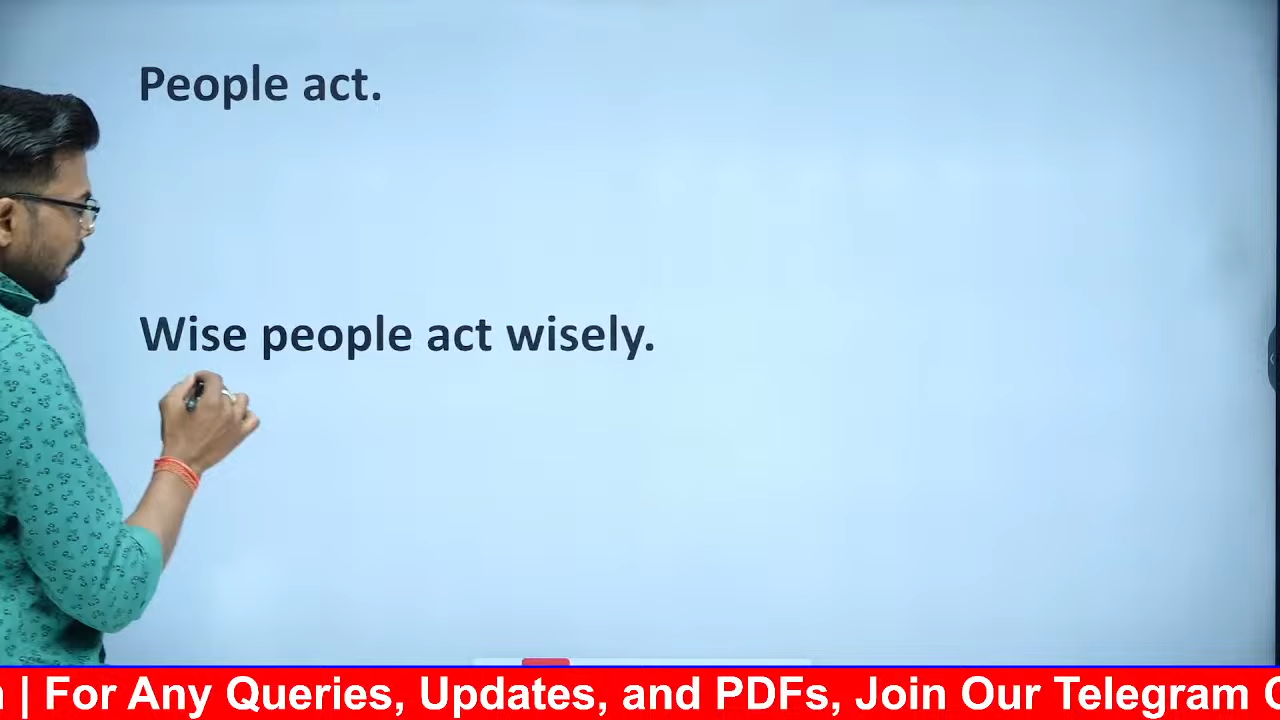 People act.
Wise people act wisely.
| For Any Queries, Updates, and PDFs, Join Our Telegram